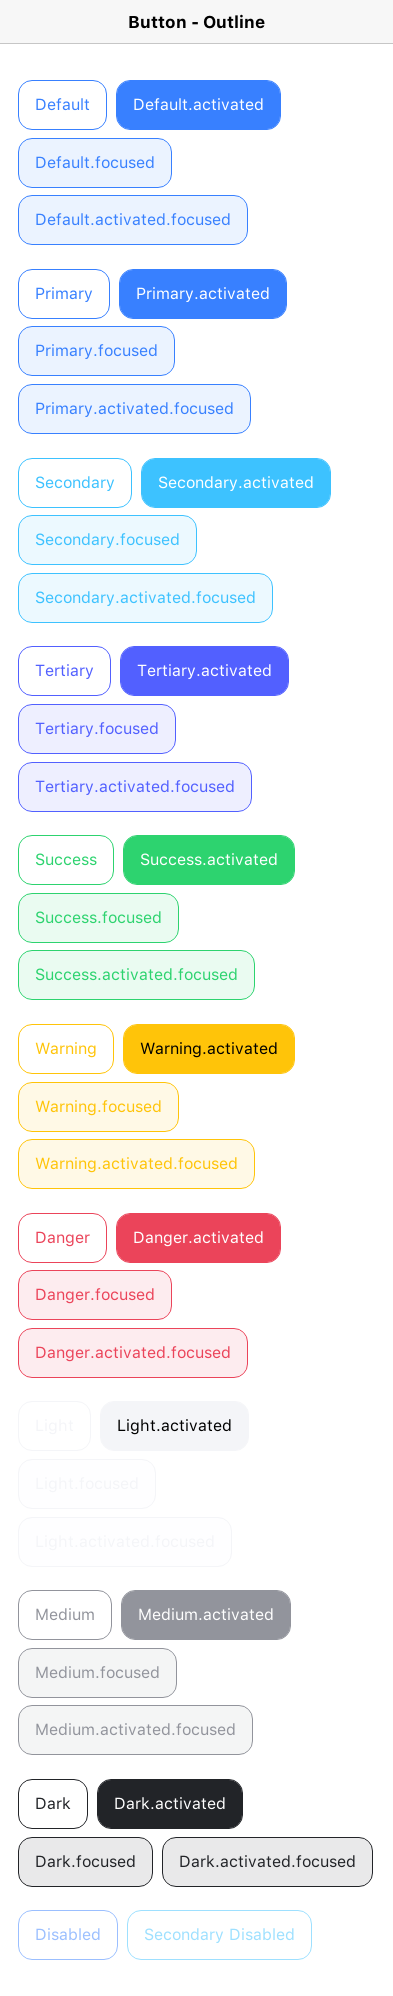 Button - Outline
Default Default.activated
Default.focused
Default.activated.focused
Primary Primary.activated
Primary.focused
Primary.activated.focused
Secondary Secondary.activated
Secondary.focused
Secondary.activated.focused
Tertiary Tertiary.activated
Tertiary.focused
Tertiary.activated.focused
Success Success.activated
Success.focused
Success.activated.focused
Warning Warning.activated
Warning.focused
Warning.activated.focused
Danger Danger.activated
Danger.focused
Danger.activated.focused
Light Light.activated
Light.focused
Light.activated.focused
Medium Medium.activated
Medium.focused
Medium.activated.focused
Dark Dark.activated
Dark.focused Dark.activated.focused
Disabled Secondary Disabled